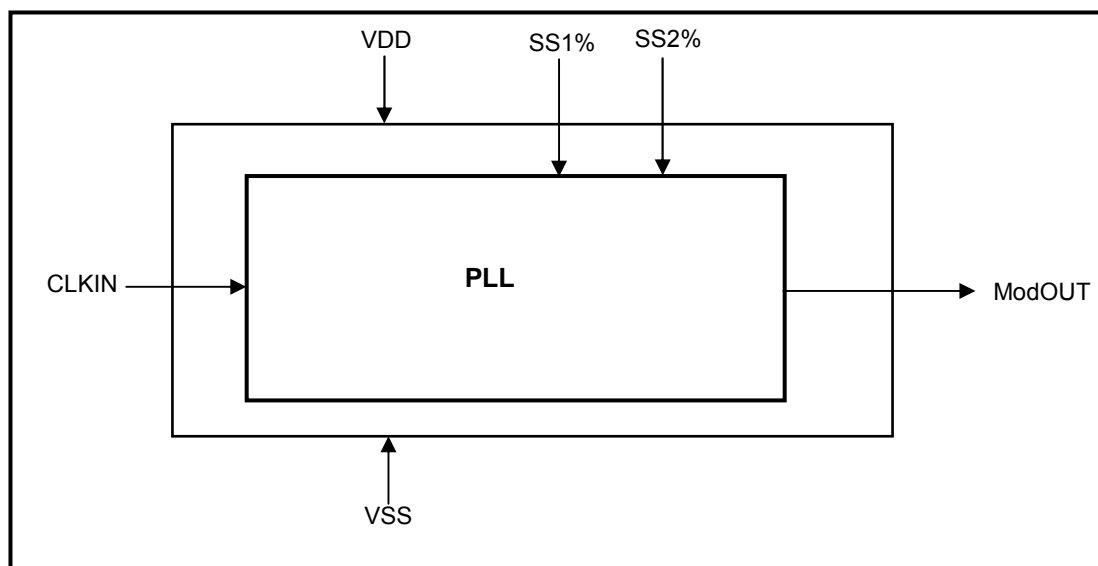 VDD
SS1%
SS2%
CLKIN
PLL
ModOUT
VSS